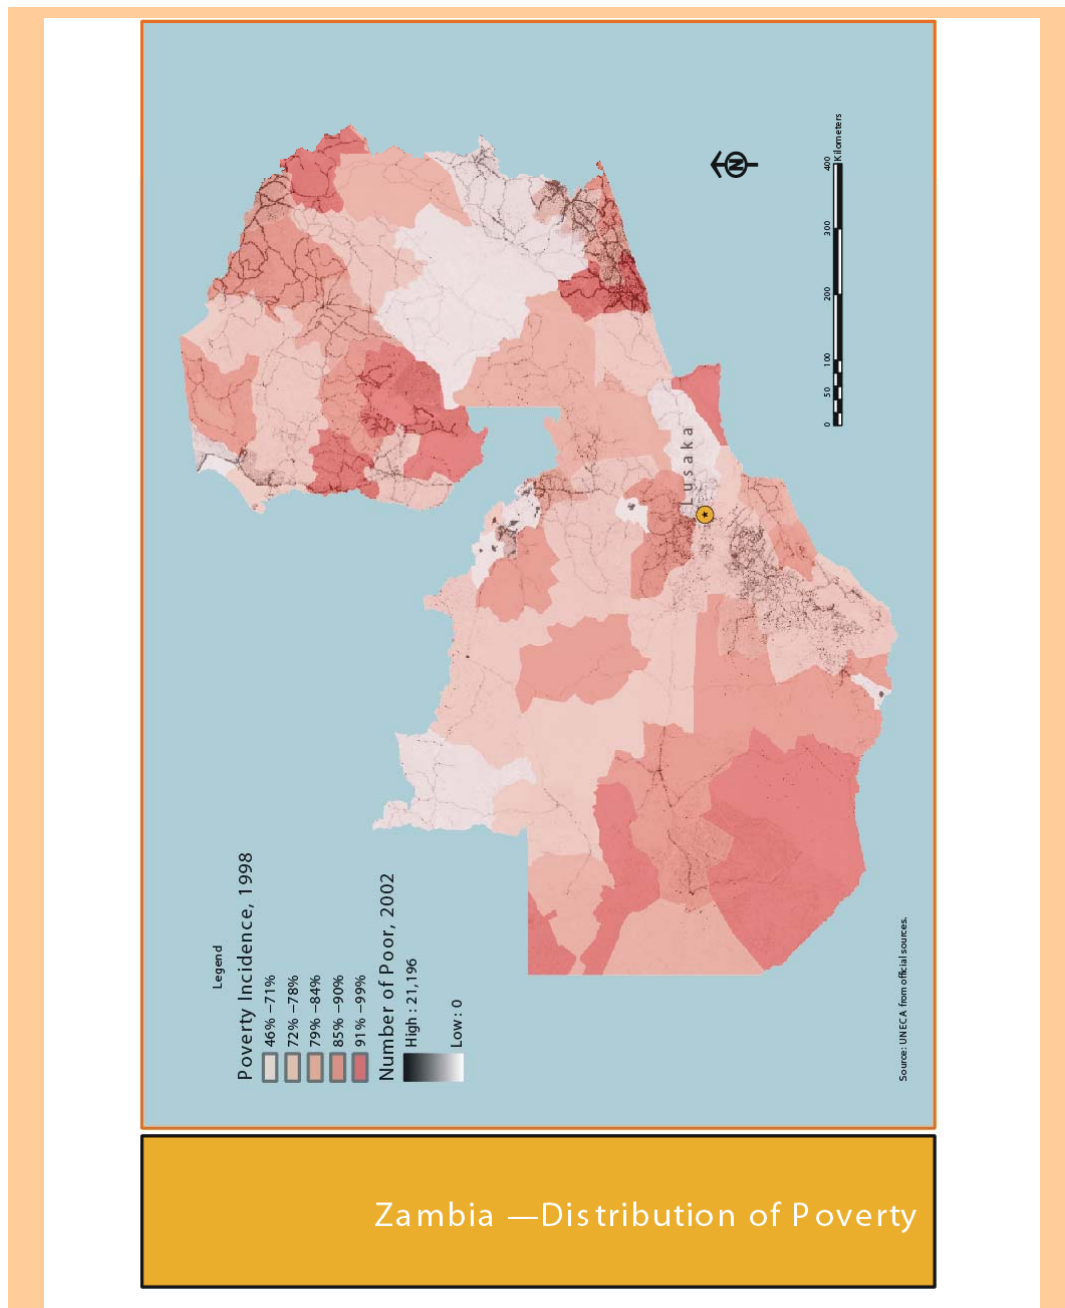 Zambia —Distribution of Poverty
Legend
Poverty Incidence, 1998
46% –71%
72% –78%
79% –84%
85% –90%
91% –99%
Number of Poor, 2002
High : 21,196
Low : 0
Lusaka
N
0 50 100 200 300 400
Kilometers
Source: UNECA from official sources.